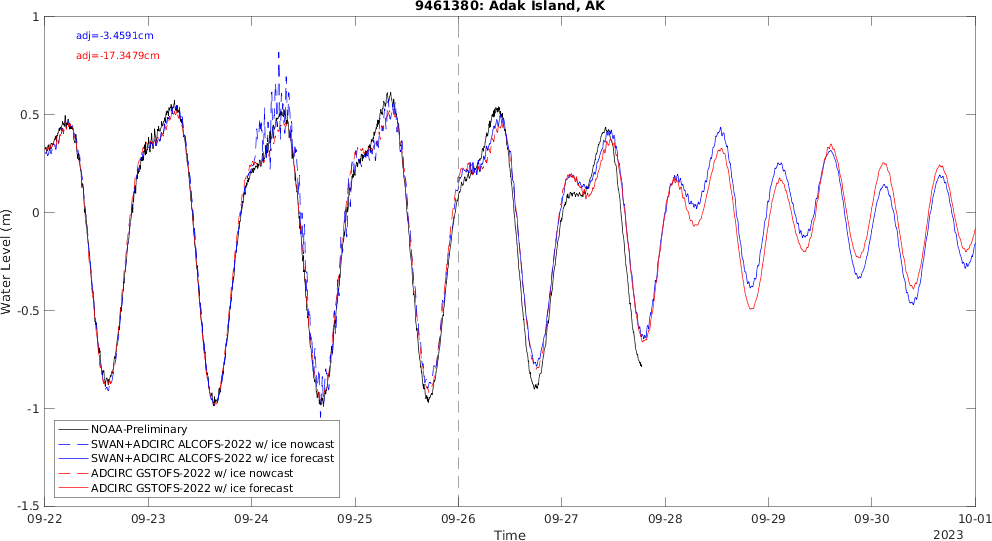 9461380: Adak Island, AK
adj=-3.4591cm
adj=-17.3479cm
Water Level (m)
1
0.5
0
-0.5
-1
-1.5
NOAA-Preliminary
SWAN+ADCIRC ALCOFS-2022 w/ ice nowcast
SWAN+ADCIRC ALCOFS-2022 w/ ice forecast
ADCIRC GSTOFS-2022 w/ ice nowcast
ADCIRC GSTOFS-2022 w/ ice forecast
09-22 09-23 09-24 09-25 09-26 09-27 09-28 09-29 09-30 10-01
Time
2023